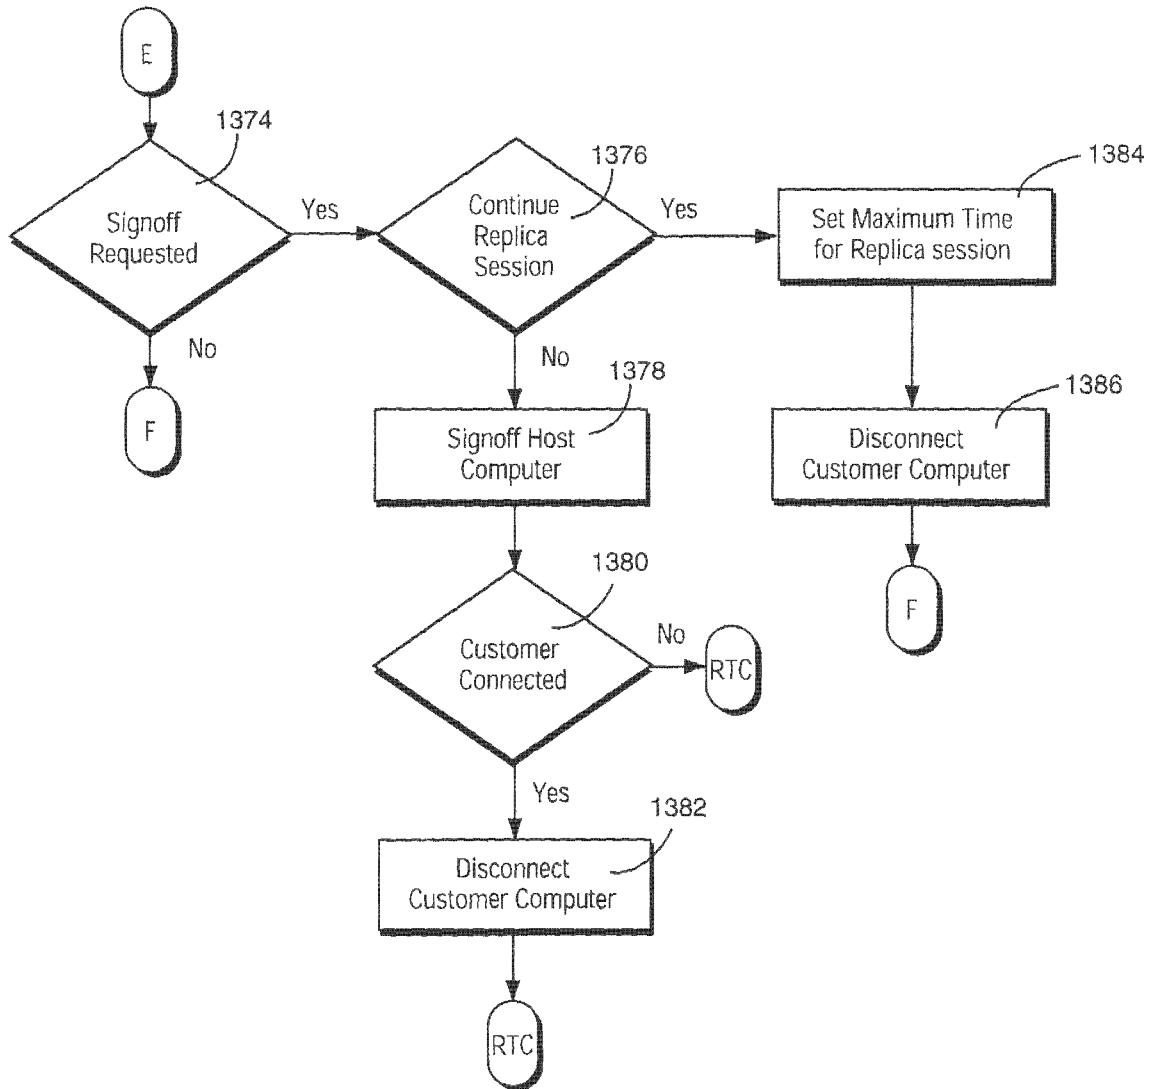 E
1374
Signoff
Requested
Yes
No
F
1376
Continue
Replica
Session
Yes
No
1384
Set Maximum Time
for Replica session
1386
Disconnect
Customer Computer
F
1378
Signoff Host
Computer
1380
Customer
Connected
No
RTC
Yes
1382
Disconnect
Customer Computer
RTC